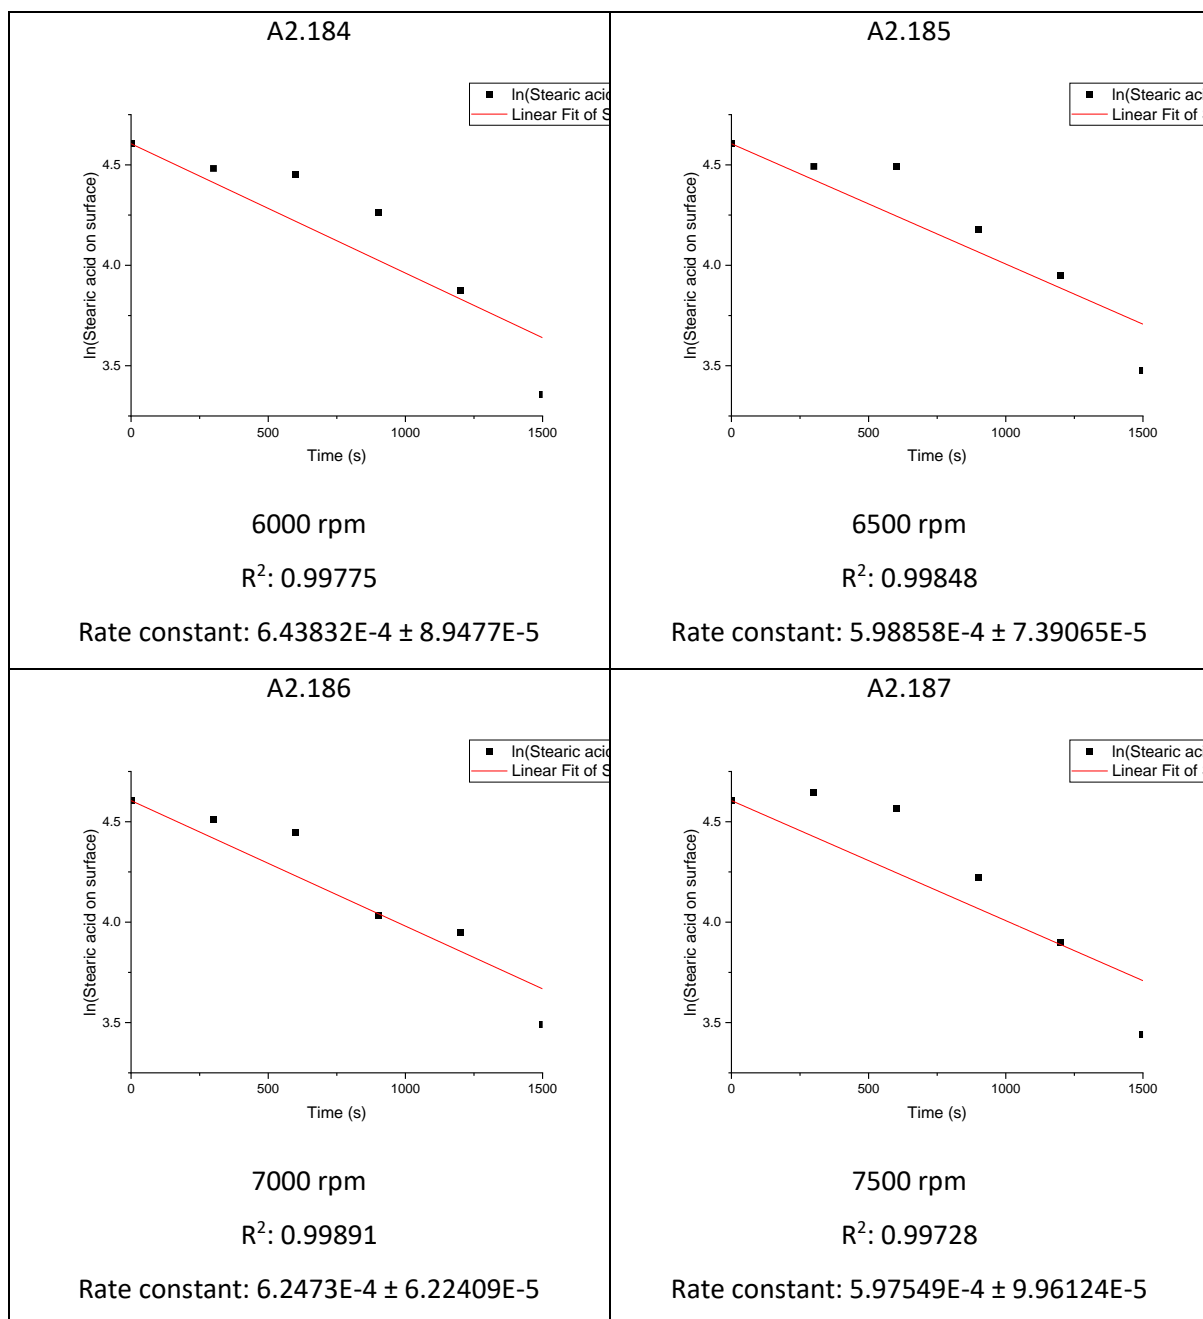 A2.184
ln(Stearic acid
Linear Fit of S
4.5
4.0
3.5
ln(Stearic acid on surface)
0 500 1000 1500
Time (s)
6000 rpm
R²: 0.99775
Rate constant: 6.43832E-4 ± 8.9477E-5
A2.185
ln(Stearic aci
Linear Fit of
4.5
4.0
3.5
ln(Stearic acid on surface)
0 500 1000 1500
Time (s)
6500 rpm
R²: 0.99848
Rate constant: 5.98858E-4 ± 7.39065E-5
A2.186
ln(Stearic acid
Linear Fit of S
4.5
4.0
3.5
ln(Stearic acid on surface)
0 500 1000 1500
Time (s)
7000 rpm
R²: 0.99891
Rate constant: 6.2473E-4 ± 6.22409E-5
A2.187
ln(Stearic aci
Linear Fit of
4.5
4.0
3.5
ln(Stearic acid on surface)
0 500 1000 1500
Time (s)
7500 rpm
R²: 0.99728
Rate constant: 5.97549E-4 ± 9.96124E-5